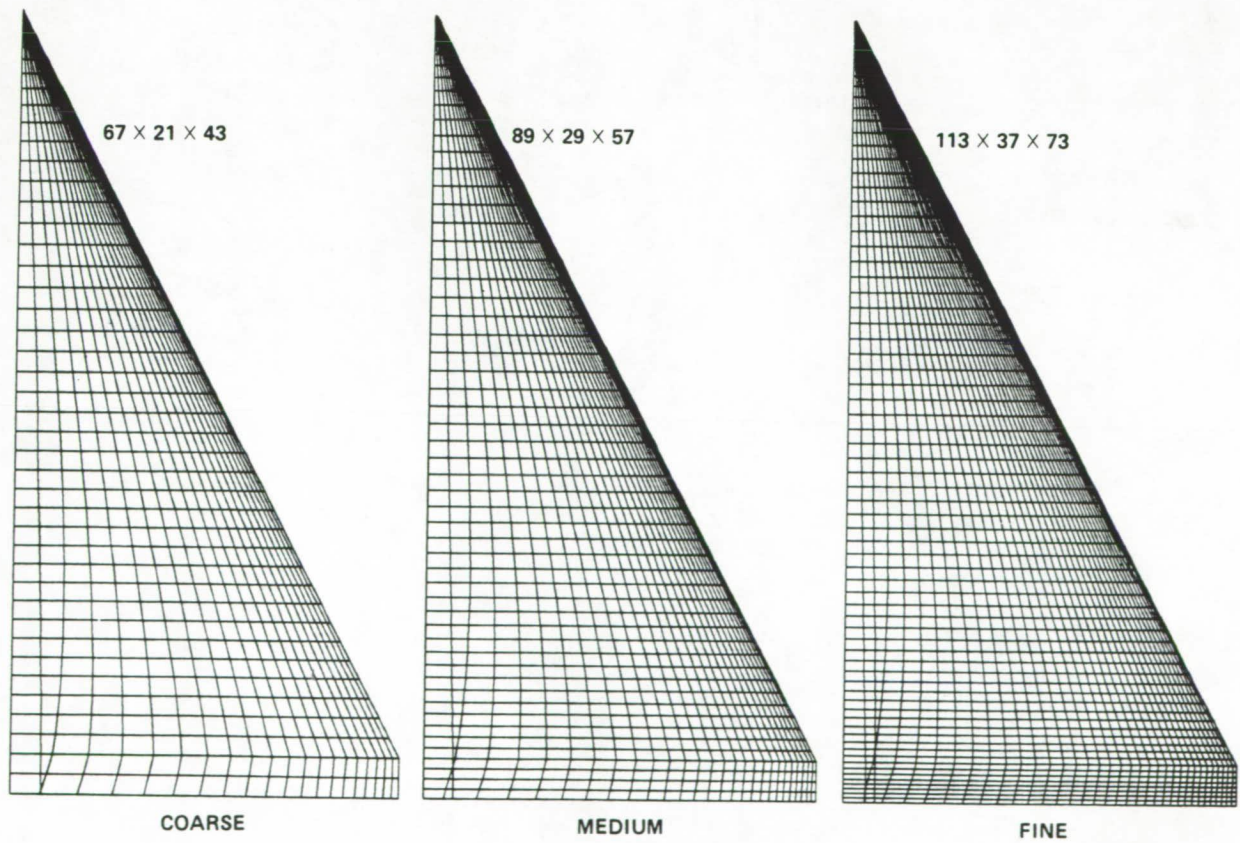 67 × 21 × 43
89 × 29 × 57
113 × 37 × 73
COARSE
MEDIUM
FINE